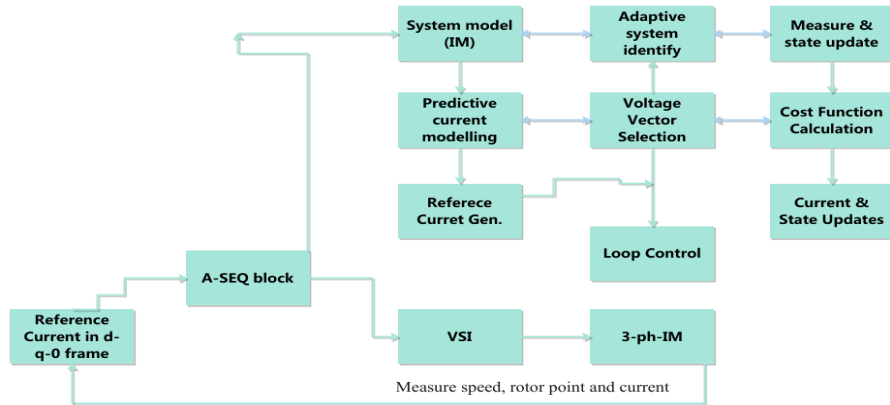 System model
(IM)
Adaptive
system
identify
Measure &
state update
Predictive
current
modelling
Voltage
Vector
Selection
Cost Function
Calculation
Referece
Curret Gen.
Current &
State Updates
Loop Control
A-SEQ block
Reference
Current in d-
q-0 frame
VSI
3-ph-IM
Measure speed, rotor point and current